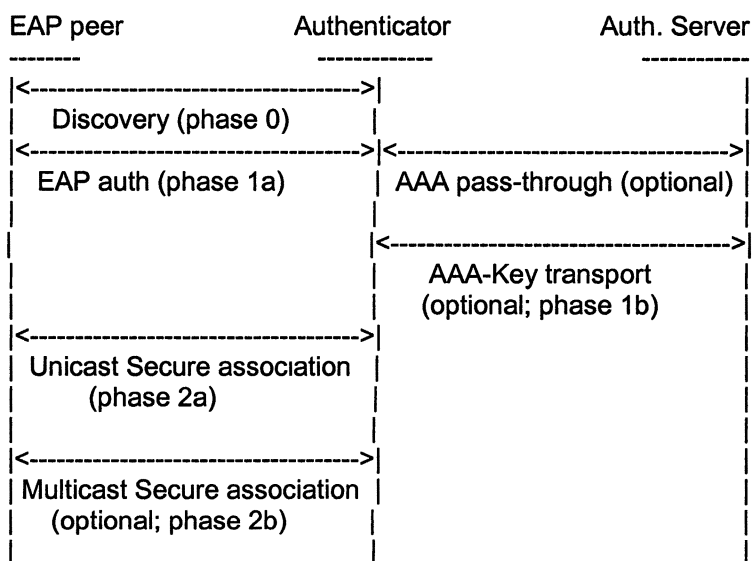 EAP peer Authenticator Auth. Server
Discovery (phase 0)
EAP auth (phase 1a) AAA pass-through (optional)
AAA-Key transport
(optional; phase 1b)
Unicast Secure association
(phase 2a)
Multicast Secure association
(optional; phase 2b)